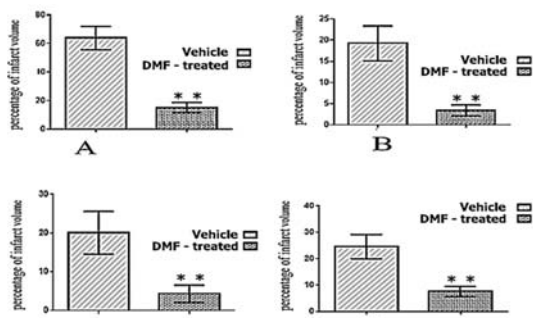 percentage of infarct volume
80
60
40
20
0
Vehicle
DMF - treated
* *
A
percentage of infarct volume
25
20
15
10
5
0
Vehicle
DMF - treated
* *
B
percentage of infarct volume
30
20
10
0
Vehicle
DMF - treated
* *
percentage of infarct volume
40
30
20
10
0
Vehicle
DMF - treated
* *